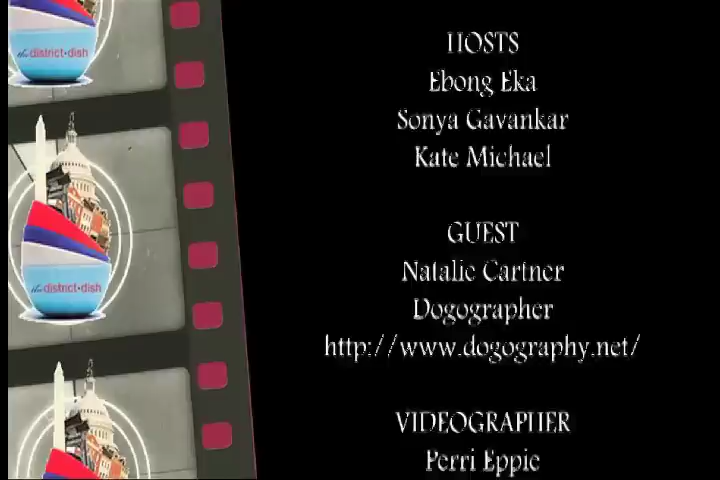 the district·dish
HOSTS
Ebong Eka
Sonya Gavankar
Kate Michael
GUEST
Natalie Cartner
Dogographer
http://www.dogography.net/
the district·dish
VIDEOGRAPHER
Perri Eppie